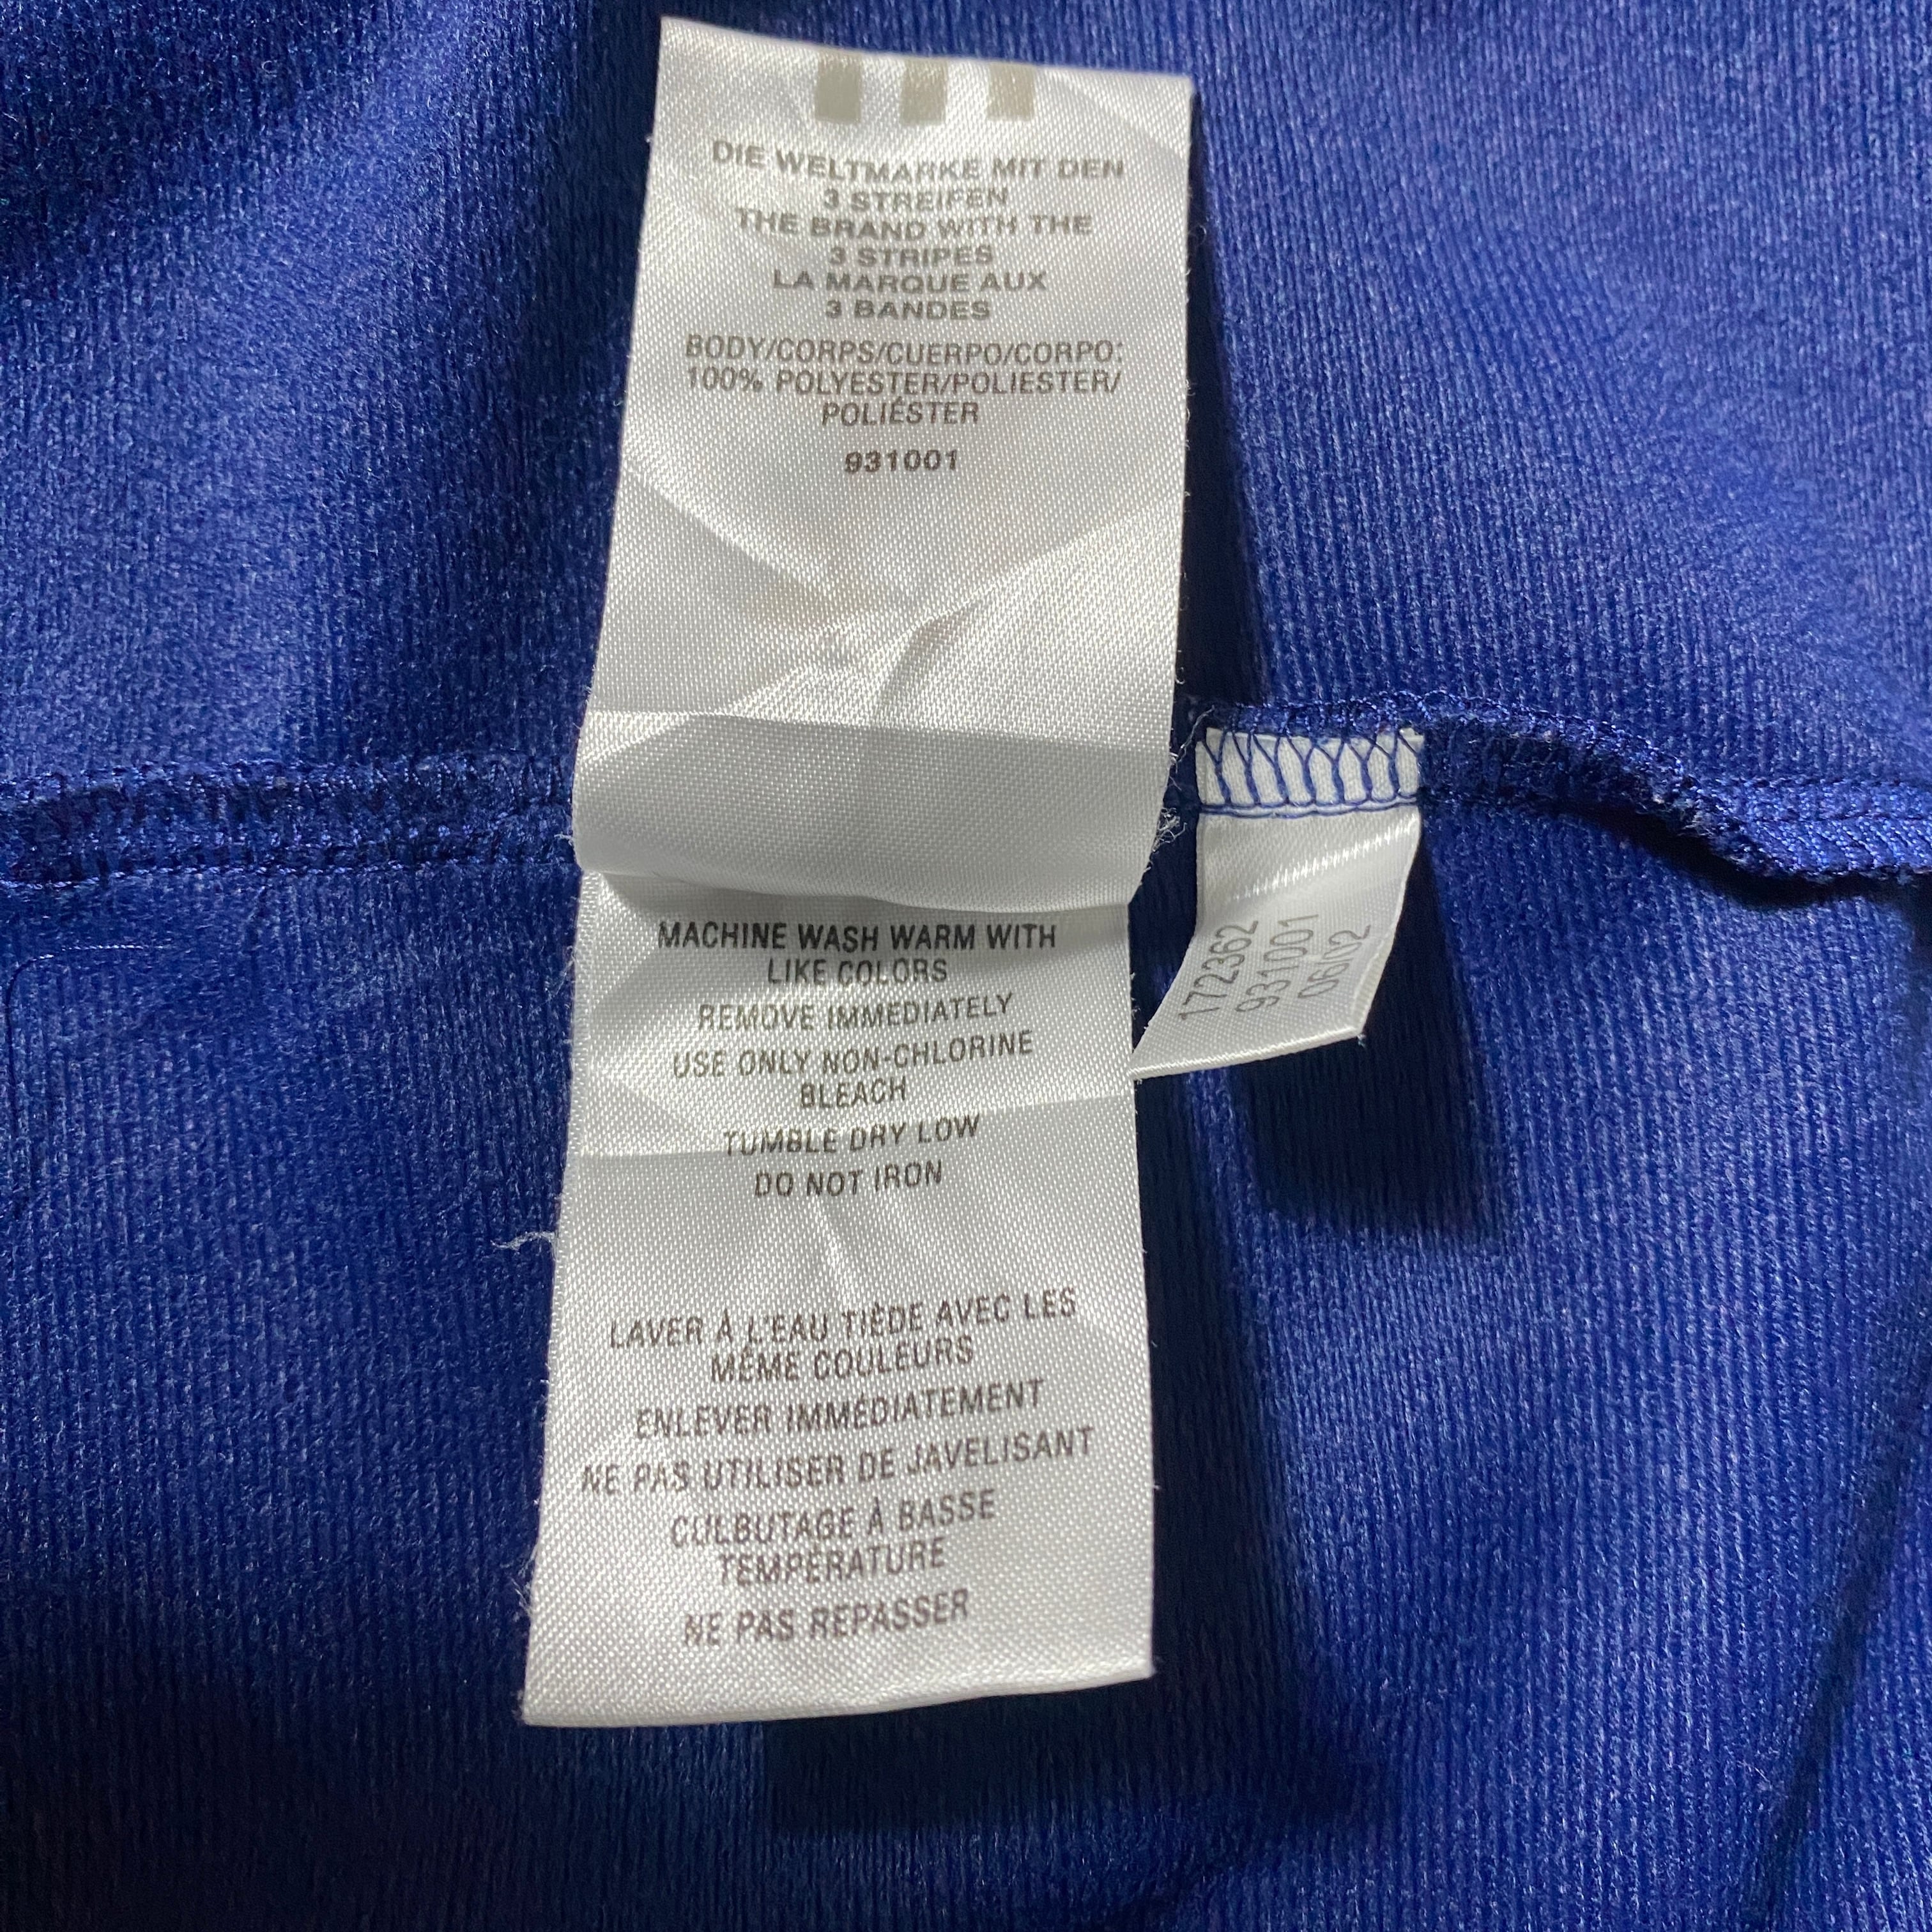 DIE WELTMARKE MIT DEN
3 STREIFEN
THE BRAND WITH THE
3 STRIPES
LA MARQUE AUX
3 BANDES
BODY/CORPS/CUERPO/CORPO:
100% POLYESTER/POLIESTER/
POLIÉSTER
931001
MACHINE WASH WARM WITH
LIKE COLORS
REMOVE IMMEDIATELY
USE ONLY NON-CHLORINE
BLEACH
TUMBLE DRY LOW
DO NOT IRON
LAVER À L'EAU TIÈDE AVEC LES
MÊME COULEURS
ENLEVER IMMÉDIATEMENT
NE PAS UTILISER DE JAVELISANT
CULBUTAGE À BASSE
TEMPÉRATURE
NE PAS REPASSER
172362
931001
06/02